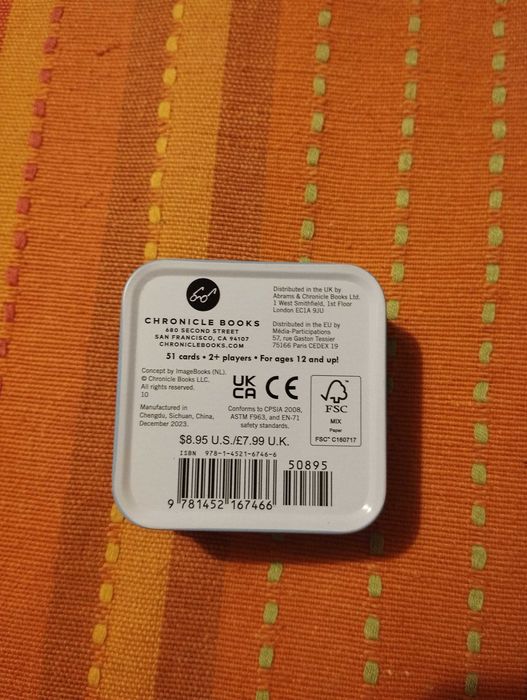 CHRONICLE BOOKS
680 SECOND STREET
SAN FRANCISCO, CA 94107
CHRONICLEBOOKS.COM
Distributed in the UK by
Abrams & Chronicle Books Ltd.
1 West Smithfield, 1st Floor
London EC1A 9JU
Distributed in the EU by
Média-Participations
57, rue Gaston Tessier
75166 Paris CEDEX 19
51 cards • 2+ players • For ages 12 and up!
Concept by ImageBooks (NL).
© Chronicle Books LLC.
All rights reserved.
10
Manufactured in
Chengdu, Sichuan, China,
December 2023.
UK
CA
CE
Conforms to CPSIA 2008,
ASTM F963, and EN-71
safety standards.
FSC
MIX
Paper
FSC™ C160717
$8.95 U.S./£7.99 U.K.
ISBN 978-1-4521-6746-6
50895
9 781452 167466